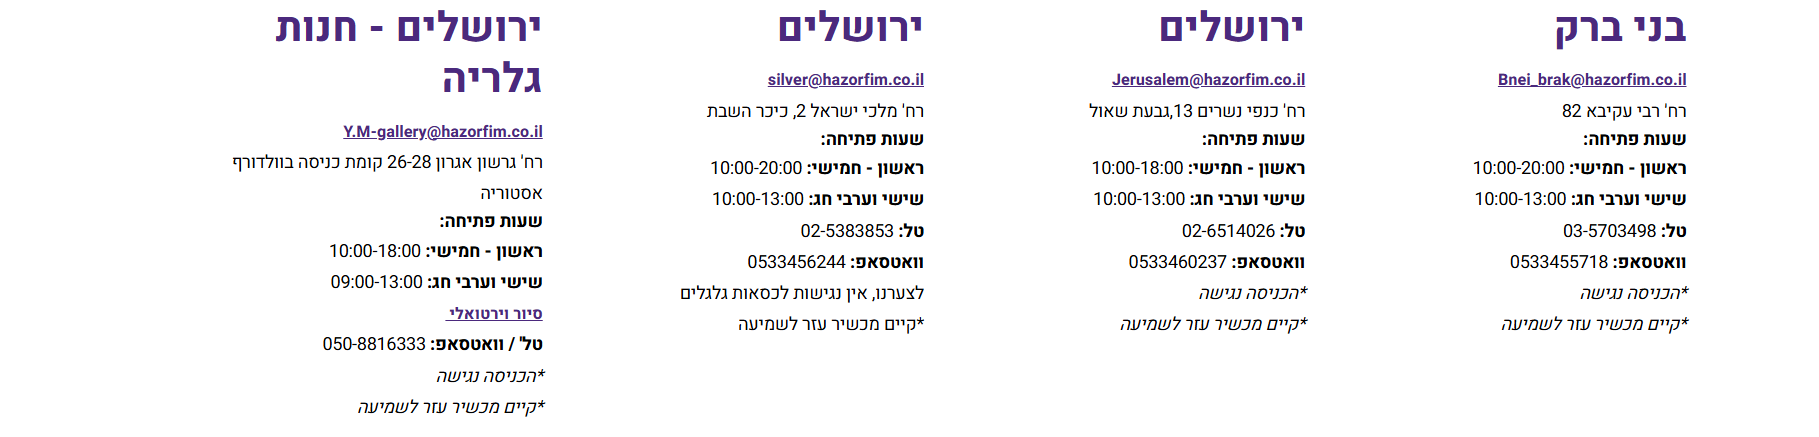 בני ברק
Bnei_brak@hazorfim.co.il
רח' רבי עקיבא 82
שעות פתיחה:
ראשון - חמישי: 10:00-20:00
שישי וערבי חג: 10:00-13:00
טל: 03-5703498
וואטסאפ: 0533455718
*הכניסה נגישה
*קיים מכשיר עזר לשמיעה
ירושלים
Jerusalem@hazorfim.co.il
רח' כנפי נשרים 13,גבעת שאול
שעות פתיחה:
ראשון - חמישי: 10:00-18:00
שישי וערבי חג: 10:00-13:00
טל: 02-6514026
וואטסאפ: 0533460237
*הכניסה נגישה
*קיים מכשיר עזר לשמיעה
ירושלים
silver@hazorfim.co.il
רח' מלכי ישראל 2, כיכר השבת
שעות פתיחה:
ראשון - חמישי: 10:00-20:00
שישי וערבי חג: 10:00-13:00
טל: 02-5383853
וואטסאפ: 0533456244
לצערנו, אין נגישות לכסאות גלגלים
*קיים מכשיר עזר לשמיעה
ירושלים - חנות
גלריה
Y.M-gallery@hazorfim.co.il
רח' גרשון אגרון 26-28 קומת כניסה בוולדורף
אסטוריה
שעות פתיחה:
ראשון - חמישי: 10:00-18:00
שישי וערבי חג: 09:00-13:00
סיור וירטואלי
טל' / וואטסאפ: 050-8816333
*הכניסה נגישה
*קיים מכשיר עזר לשמיעה